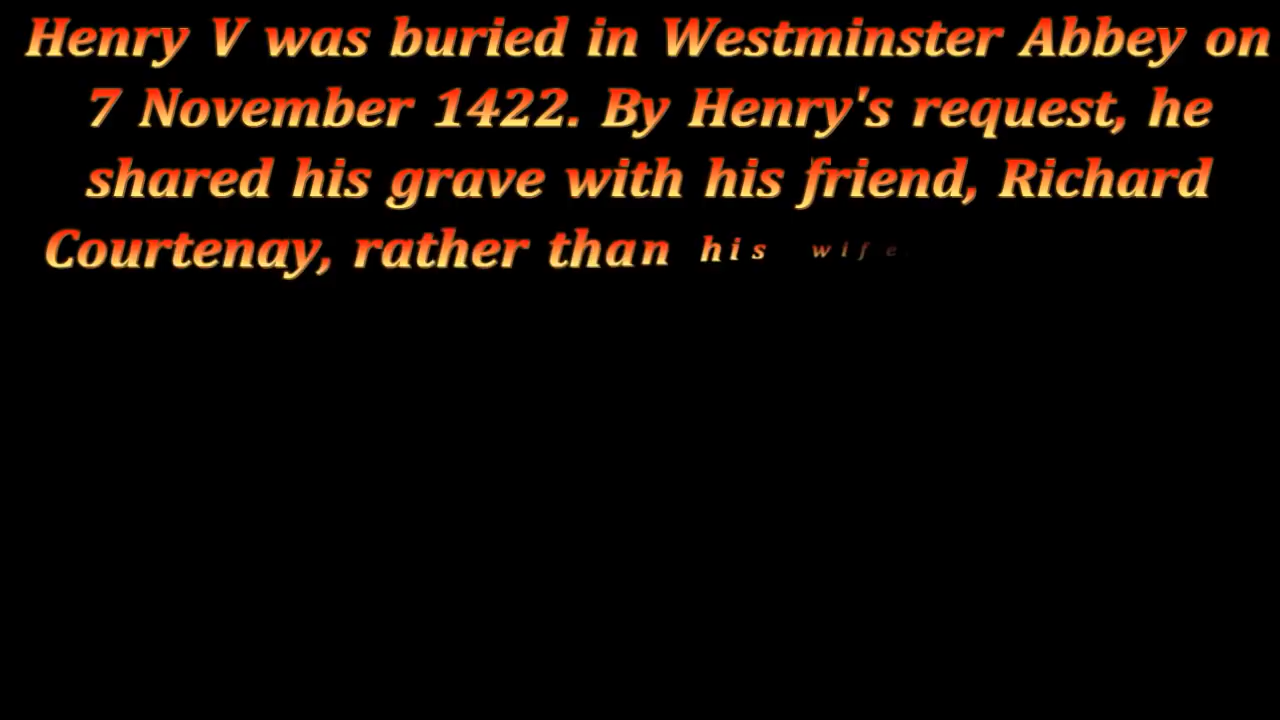 Henry V was buried in Westminster Abbey on
7 November 1422. By Henry's request, he
shared his grave with his friend, Richard
Courtenay, rather than his wife.